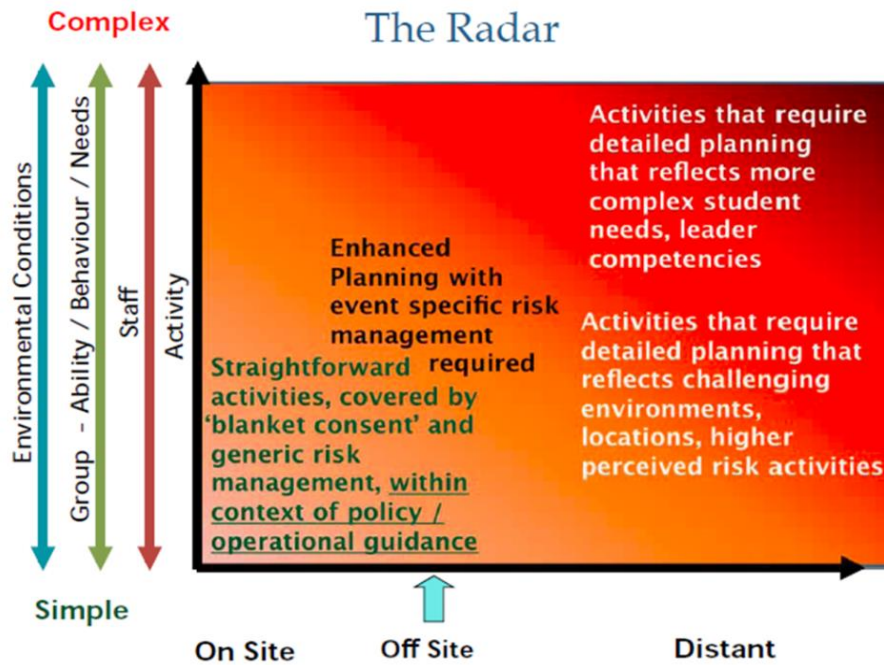 Complex
The Radar
Environmental Conditions
Group - Ability / Behaviour / Needs
Staff
Activity
Activities that require
detailed planning
that reflects more
complex student
needs, leader
competencies
Enhanced
Planning with
event specific risk
management
required
Activities that require
detailed planning that
reflects challenging
environments,
locations, higher
perceived risk activities
Straightforward
activities, covered by
‘blanket consent’ and
generic risk
management, within
context of policy /
operational guidance
Simple
On Site
Off Site
Distant